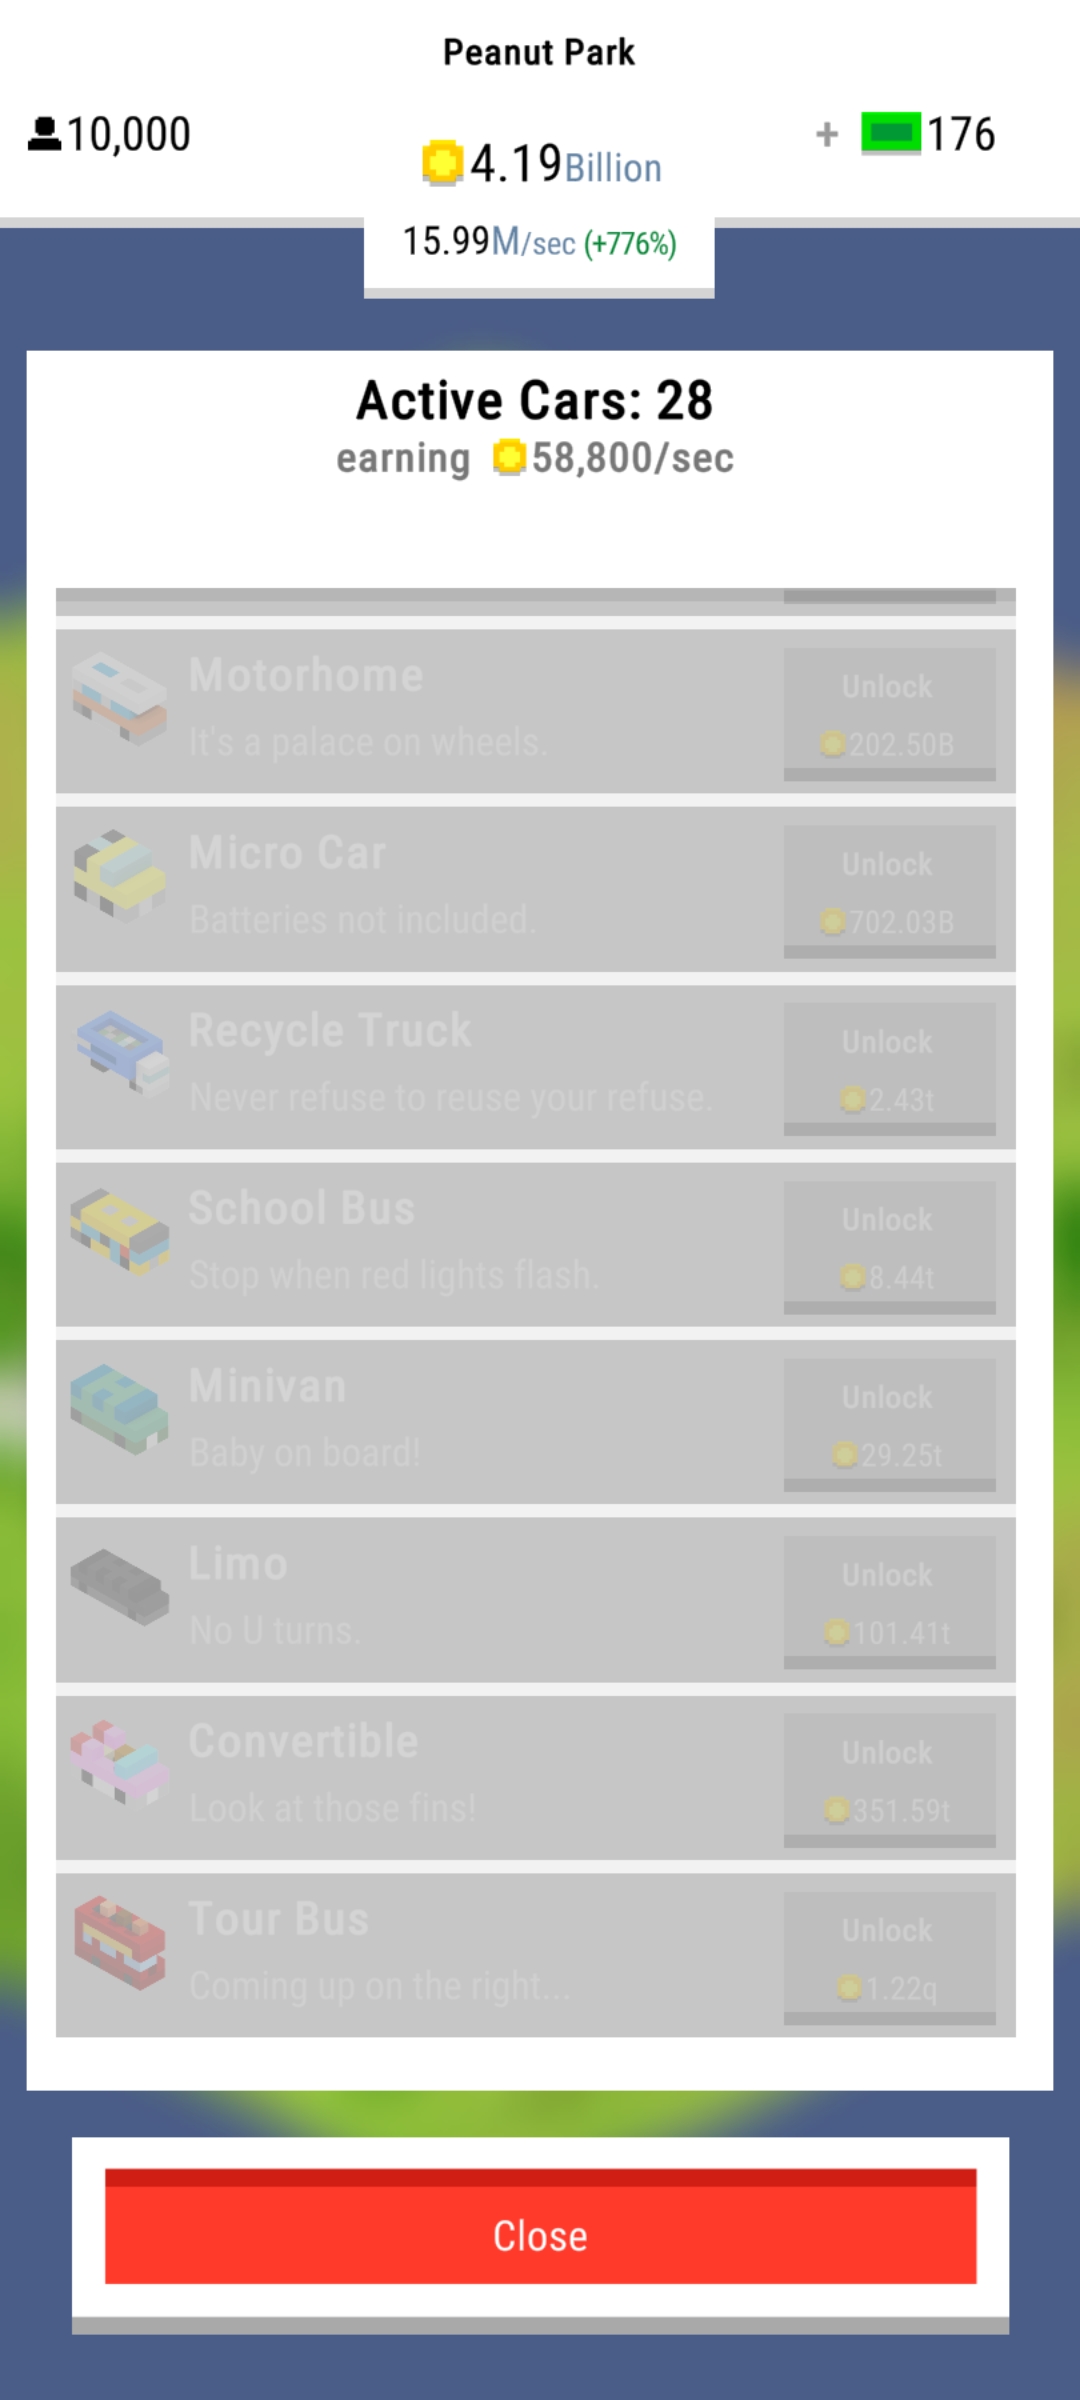 Peanut Park
10,000
4.19Billion
+ 176
15.99M/sec (+776%)
Active Cars: 28
earning 58,800/sec
Motorhome
It's a palace on wheels.
Unlock
202.50B
Micro Car
Batteries not included.
Unlock
702.03B
Recycle Truck
Never refuse to reuse your refuse.
Unlock
2.43t
School Bus
Stop when red lights flash.
Unlock
8.44t
Minivan
Baby on board!
Unlock
29.25t
Limo
No U turns.
Unlock
101.41t
Convertible
Look at those fins!
Unlock
351.59t
Tour Bus
Coming up on the right...
Unlock
1.22q
Close